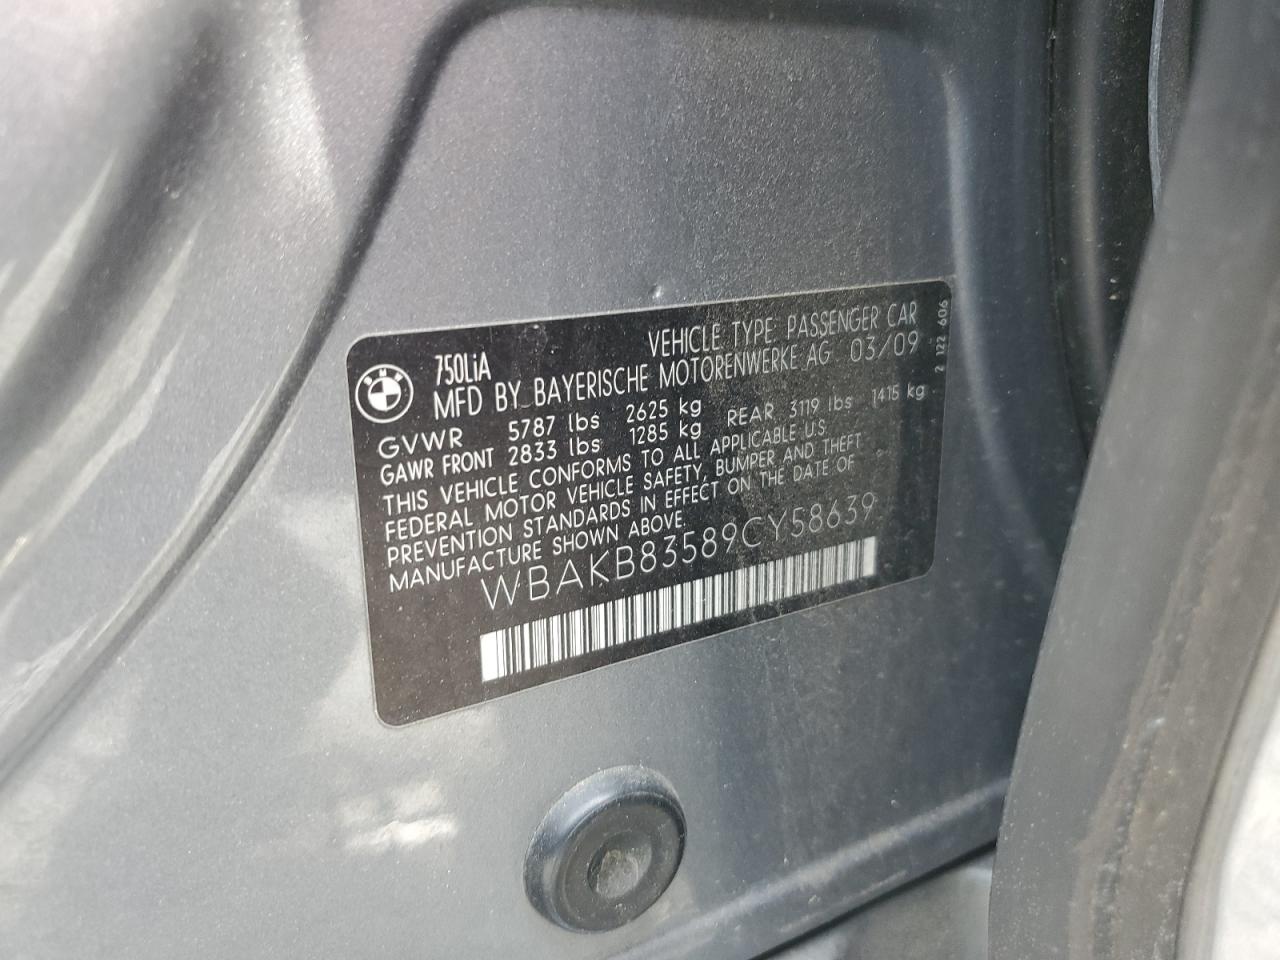 VEHICLE TYPE: PASSENGER CAR
750LiA
MFD BY BAYERISCHE MOTORENWERKE AG 03/09
GVWR 5787 lbs 2625 kg
GAWR FRONT 2833 lbs 1285 kg REAR 3119 lbs 1415 kg
THIS VEHICLE CONFORMS TO ALL APPLICABLE U.S.
FEDERAL MOTOR VEHICLE SAFETY, BUMPER AND THEFT
PREVENTION STANDARDS IN EFFECT ON THE DATE OF
MANUFACTURE SHOWN ABOVE.
WBAKB83589CY58639
2 122 606
BMW